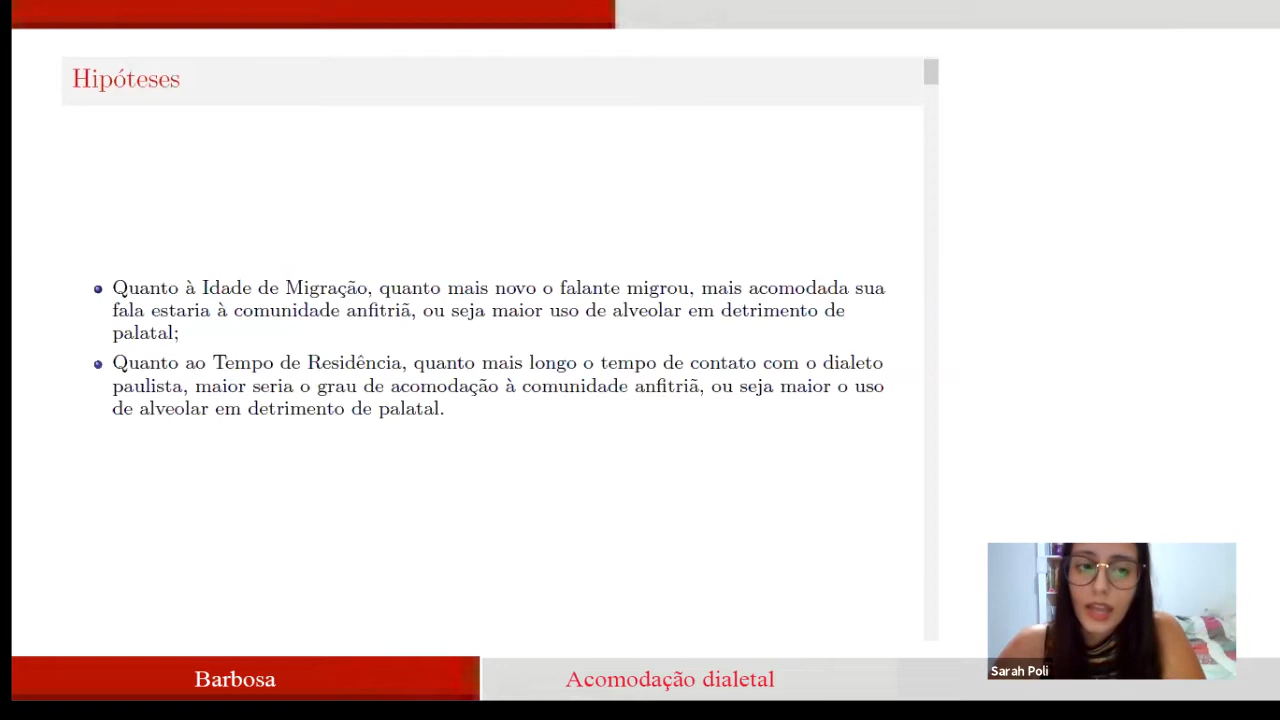 Hipóteses
Quanto à Idade de Migração, quanto mais novo o falante migrou, mais acomodada sua
fala estaria à comunidade anfitriã, ou seja maior uso de alveolar em detrimento de
palatal;
Quanto ao Tempo de Residência, quanto mais longo o tempo de contato com o dialeto
paulista, maior seria o grau de acomodação à comunidade anfitriã, ou seja maior o uso
de alveolar em detrimento de palatal.
Sarah Poli
Barbosa
Acomodação dialetal